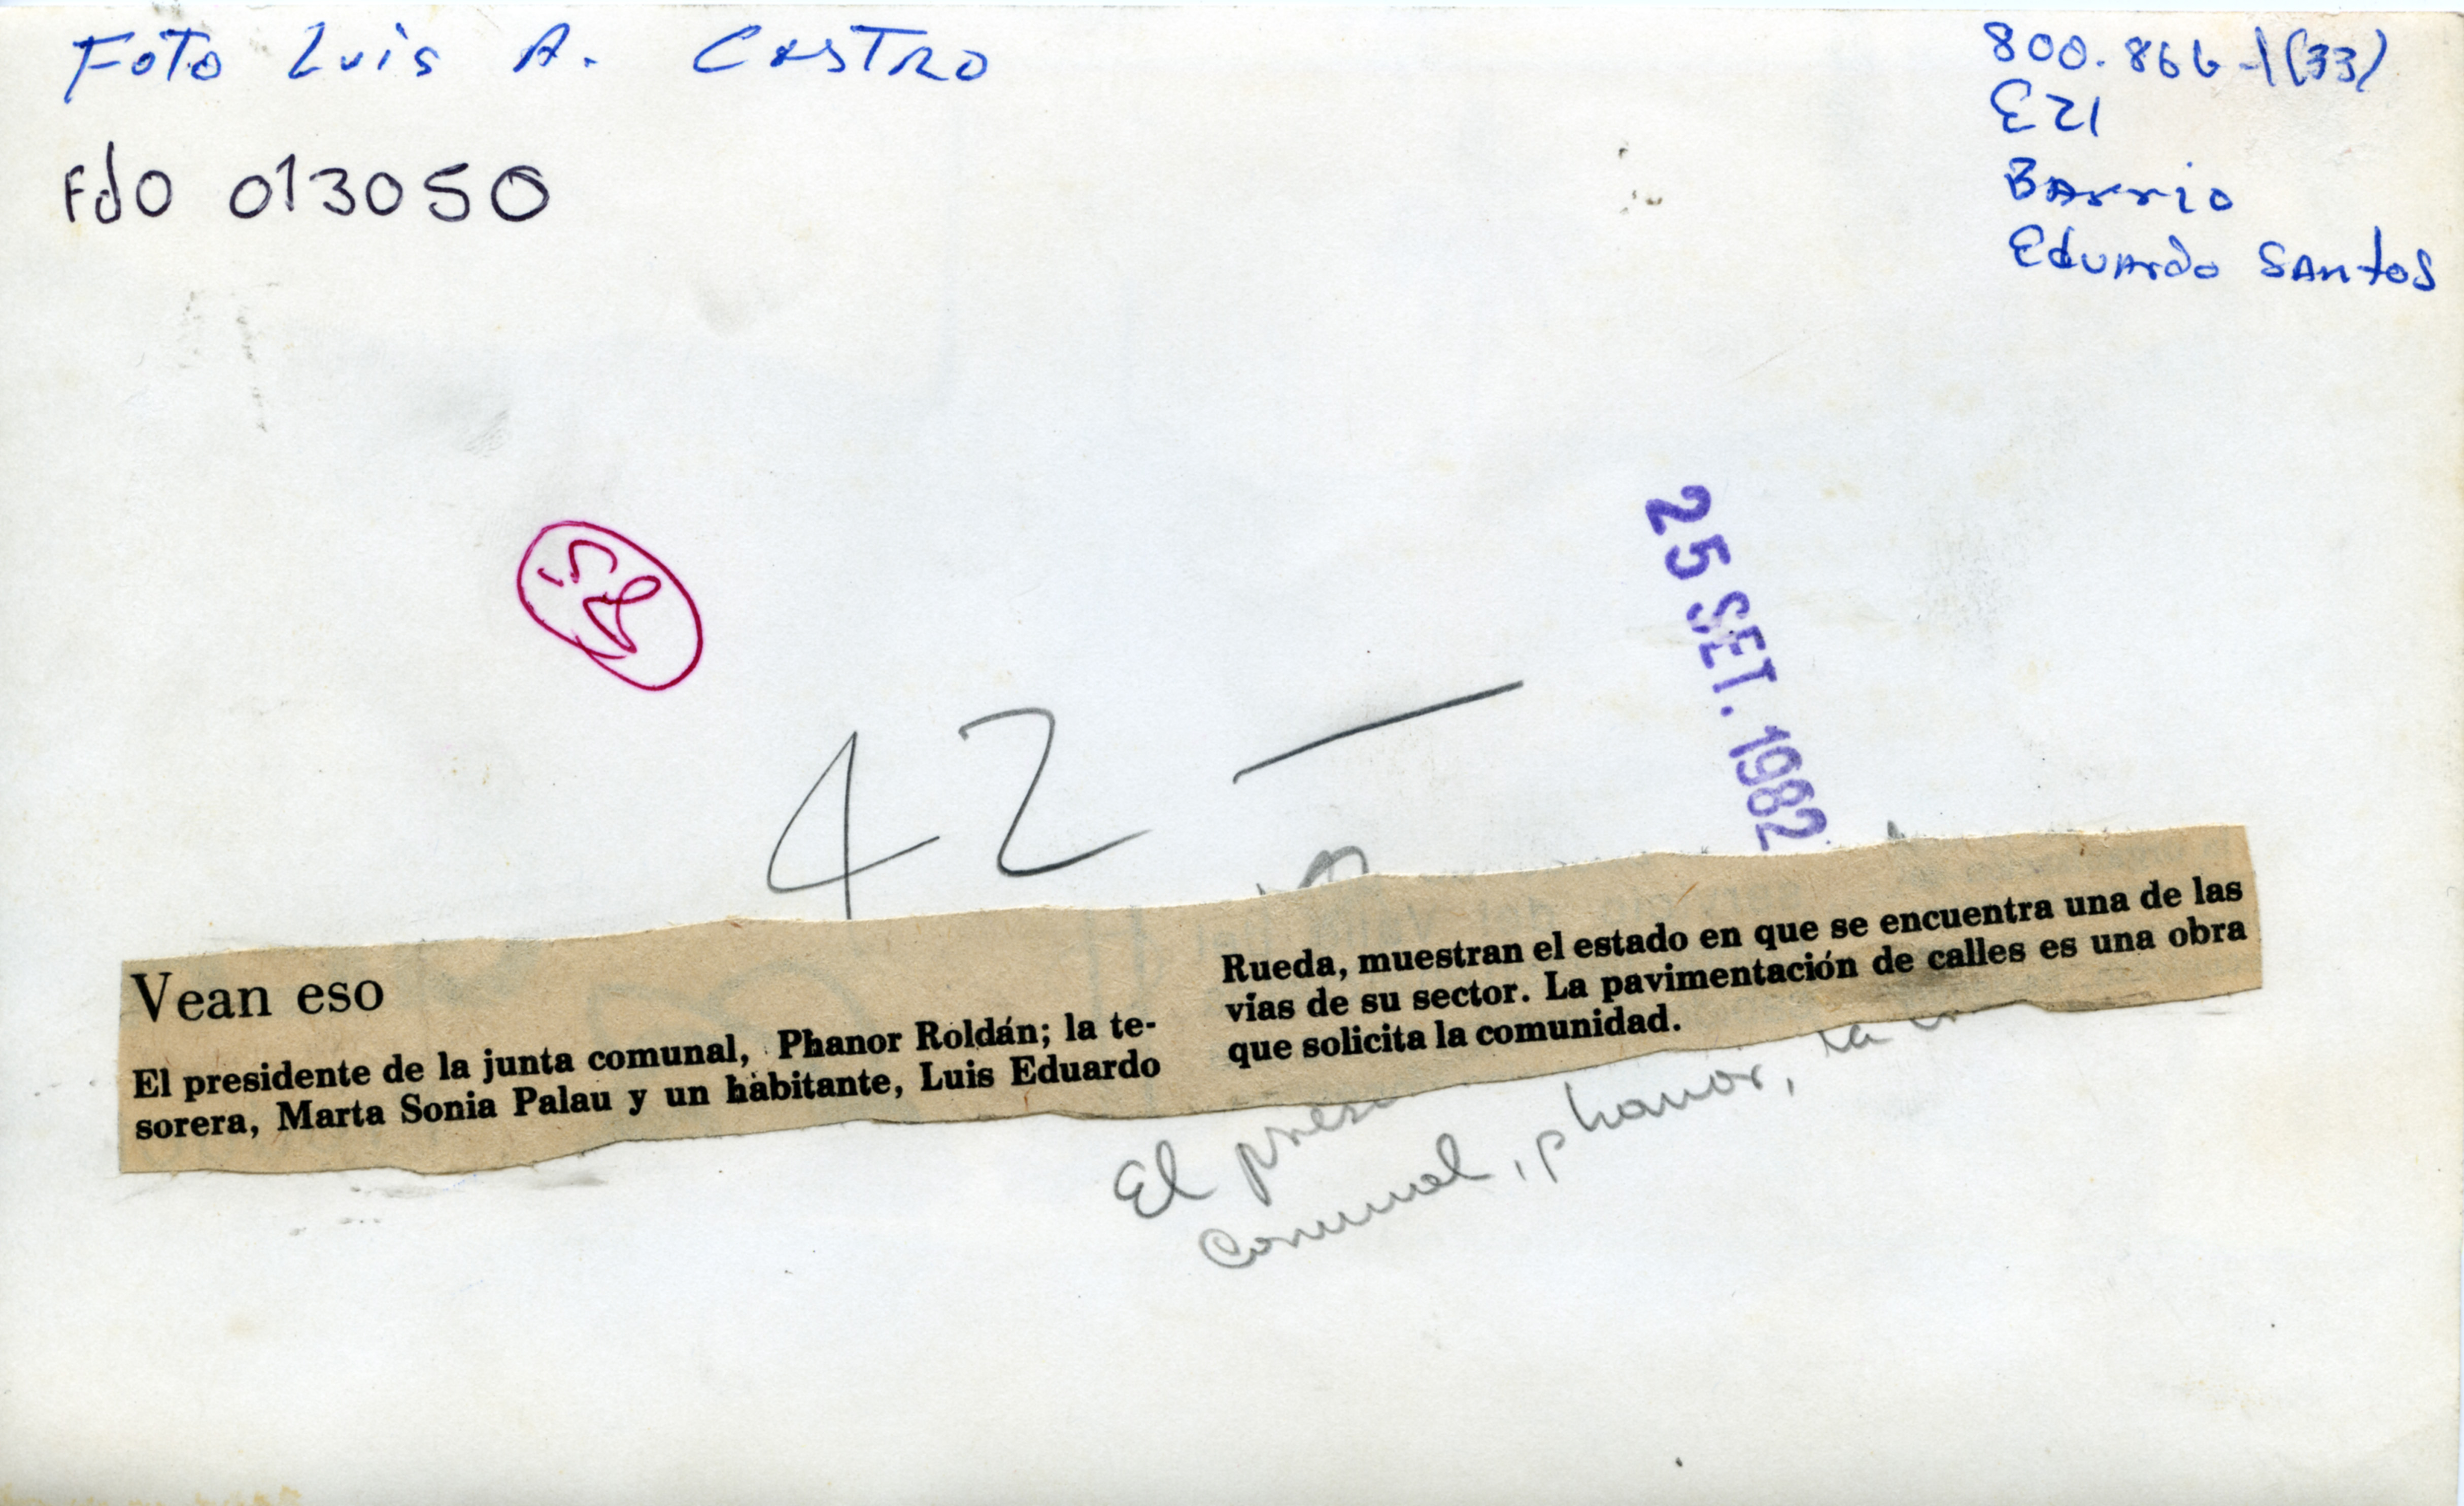 Foto Luis A. CASTRO
Fdo 013050
800.866-1(33)
E21
Barrio
Eduardo Santos
25 SET. 1982
42 —
Vean eso
El presidente de la junta comunal, Phanor Roldán; la te-
sorera, Marta Sonia Palau y un habitante, Luis Eduardo
Rueda, muestran el estado en que se encuentra una de las
vías de su sector. La pavimentación de calles es una obra
que solicita la comunidad.
El
comunal, phanor, la